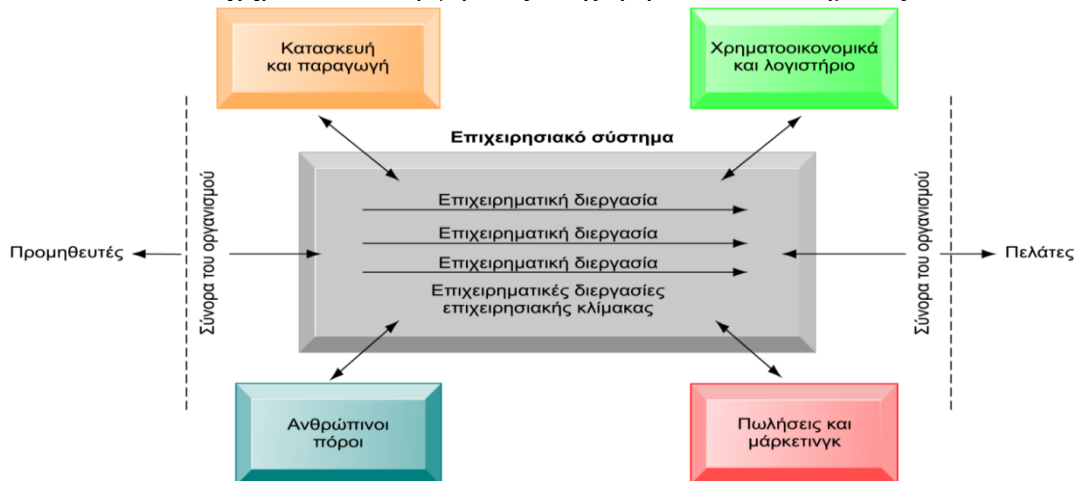 Κατασκευή
και παραγωγή
Χρηματοοικονομικά
και λογιστήριο
Επιχειρησιακό σύστημα
Σύνορα του οργανισμού
Σύνορα του οργανισμού
Επιχειρηματική διεργασία
Επιχειρηματική διεργασία
Προμηθευτές
Πελάτες
Επιχειρηματική διεργασία
Επιχειρηματικές διεργασίες
επιχειρησιακής κλίμακας
Ανθρώπινοι
πόροι
Πωλήσεις και
μάρκετινγκ